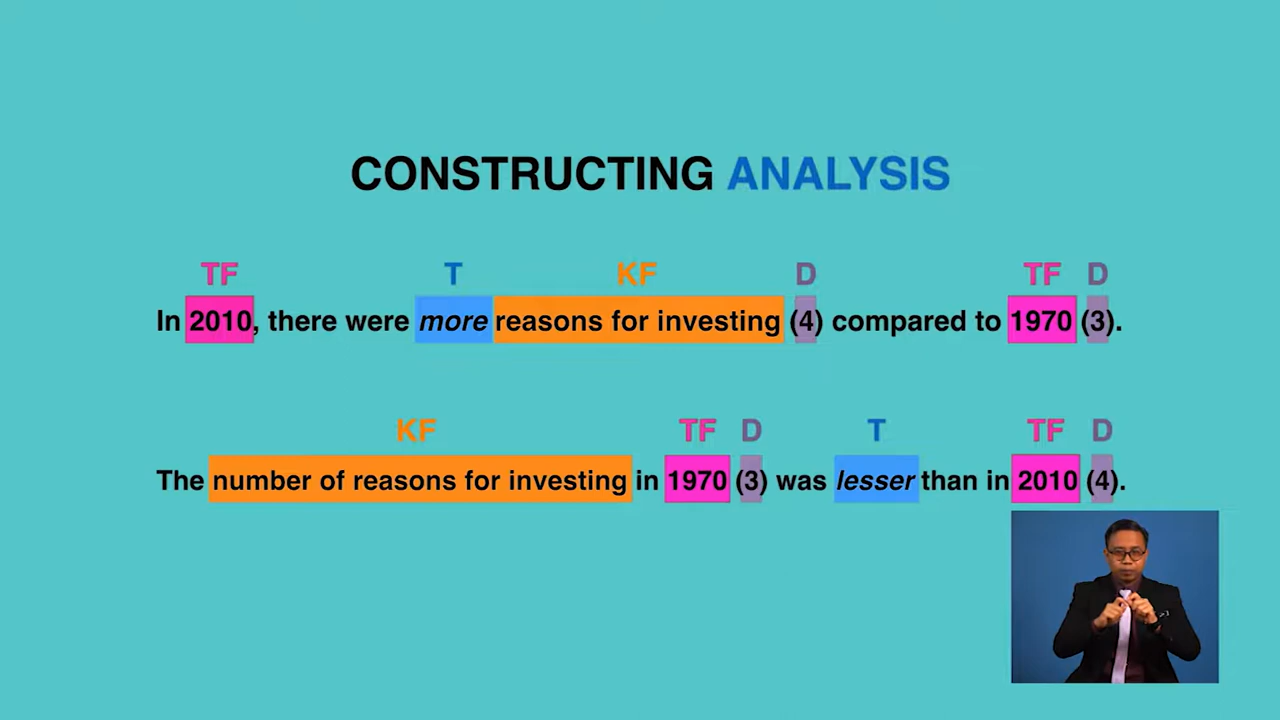 CONSTRUCTING ANALYSIS
TF T KF D TF D
In 2010, there were more reasons for investing (4) compared to 1970 (3).
KF TF D T TF D
The number of reasons for investing in 1970 (3) was lesser than in 2010 (4).